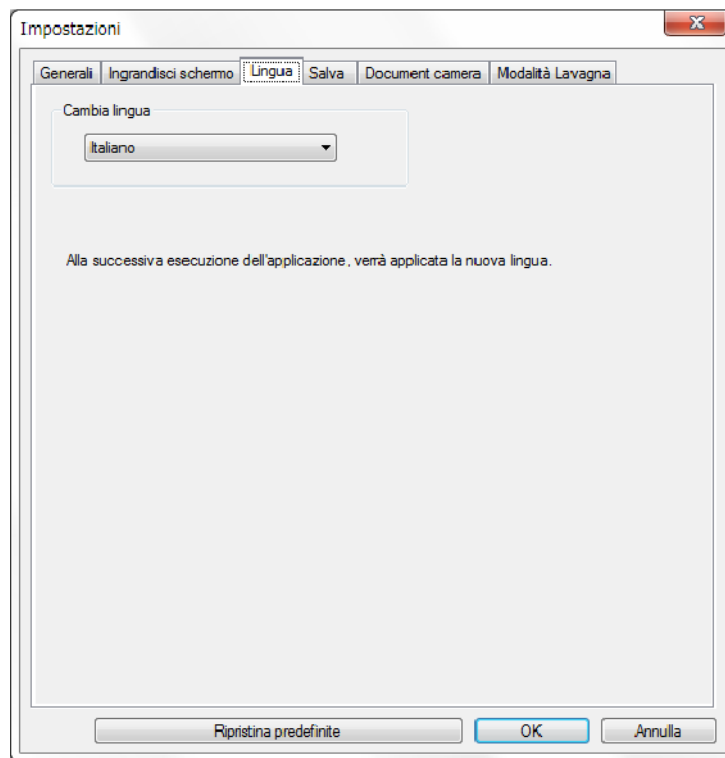 Impostazioni
Generali Ingrandisci schermo Lingua Salva Document camera Modalità Lavagna
Cambia lingua
Italiano
Alla successiva esecuzione dell'applicazione, verrà applicata la nuova lingua.
Ripristina predefinite OK Annulla